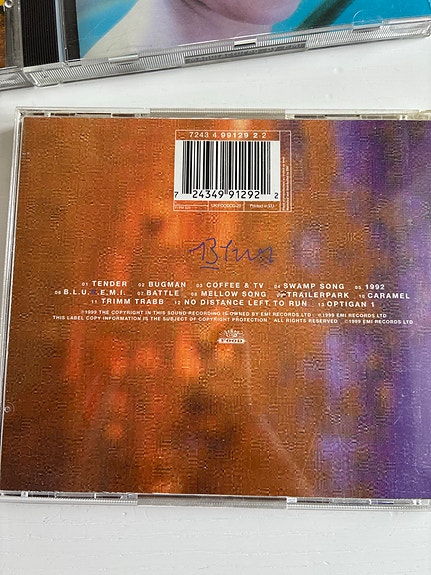 7243 4 99129 2 2
7 24349 91292 2
Printed in EU
01 TENDER 02 BUGMAN 03 COFFEE & TV 04 SWAMP SONG 05 1992
06 B.L.U. .E.M.I. 07 BATTLE 08 MELLOW SONG 09 TRAILERPARK 10 CARAMEL
11 TRIMM TRABB 12 NO DISTANCE LEFT TO RUN 13 OPTIGAN 1
℗1999 THE COPYRIGHT IN THIS SOUND RECORDING IS OWNED BY EMI RECORDS LTD ©1999 EMI RECORDS LTD
THIS LABEL COPY INFORMATION IS THE SUBJECT OF COPYRIGHT PROTECTION ALL RIGHTS RESERVED ©1999 EMI RECORDS LTD
FOOD